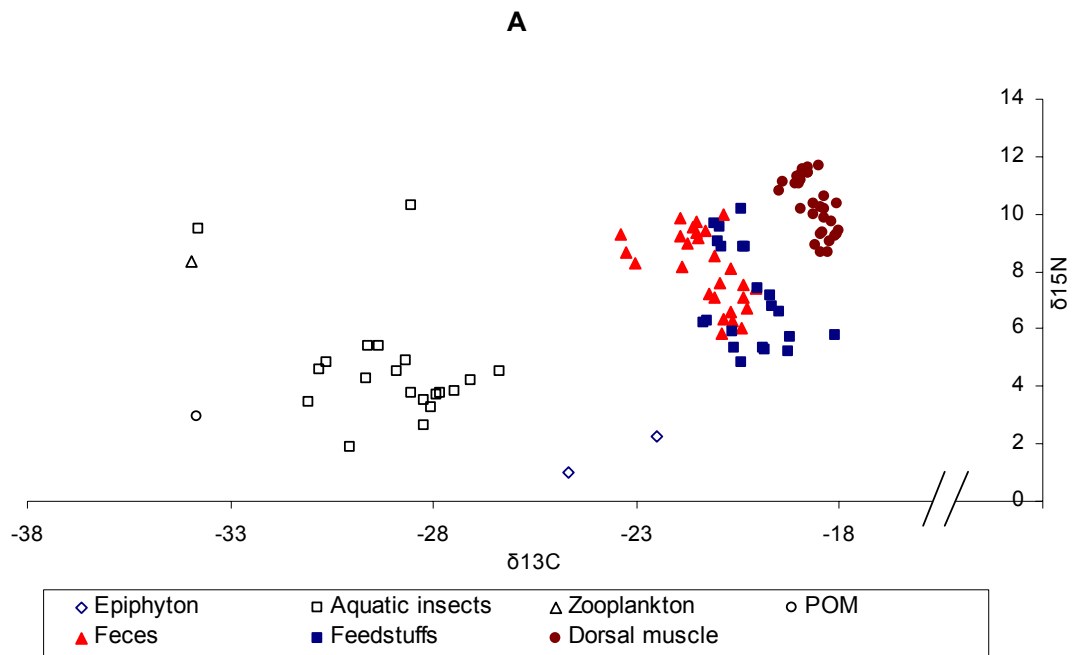 A
14
12
10
8
6
4
2
0
δ15N
-38 -33 -28 -23 -18
δ13C
Epiphyton Aquatic insects Zooplankton POM
Feces Feedstuffs Dorsal muscle